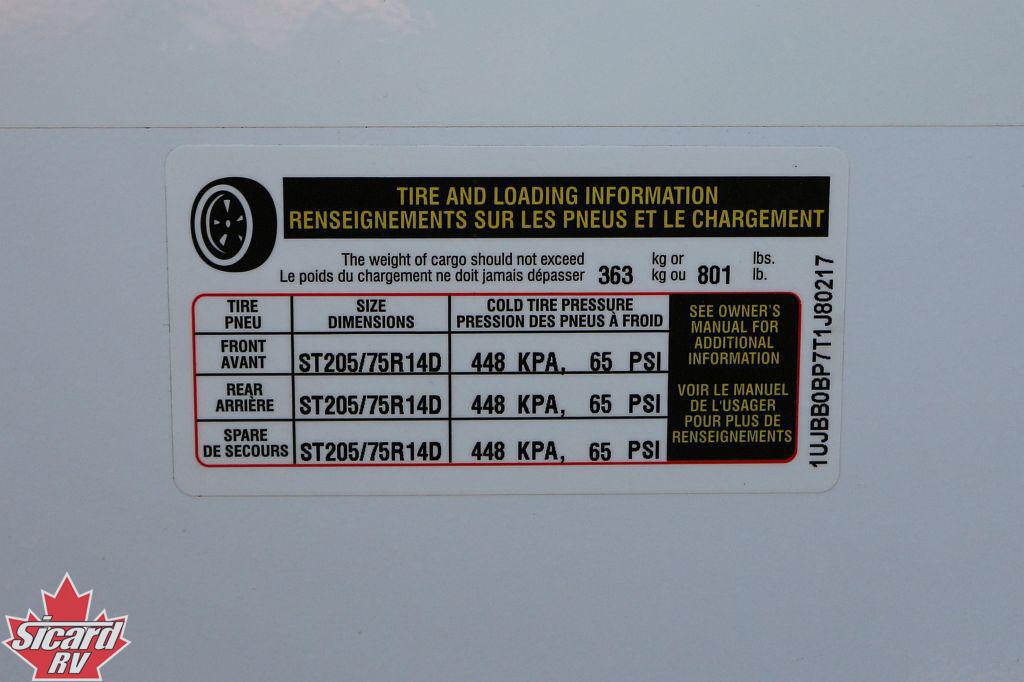 TIRE AND LOADING INFORMATION
RENSEIGNEMENTS SUR LES PNEUS ET LE CHARGEMENT
The weight of cargo should not exceed kg or lbs.
Le poids du chargement ne doit jamais dépasser 363 kg ou 801 lb.
TIRE
PNEU
SIZE
DIMENSIONS
COLD TIRE PRESSURE
PRESSION DES PNEUS À FROID
FRONT
AVANT
ST205/75R14D
448 KPA, 65 PSI
REAR
ARRIÈRE
ST205/75R14D
448 KPA, 65 PSI
SPARE
DE SECOURS
ST205/75R14D
448 KPA, 65 PSI
SEE OWNER'S
MANUAL FOR
ADDITIONAL
INFORMATION
VOIR LE MANUEL
DE L'USAGER
POUR PLUS DE
RENSEIGNEMENTS
1UJBB0BP7T1J80217
Sicard
RV